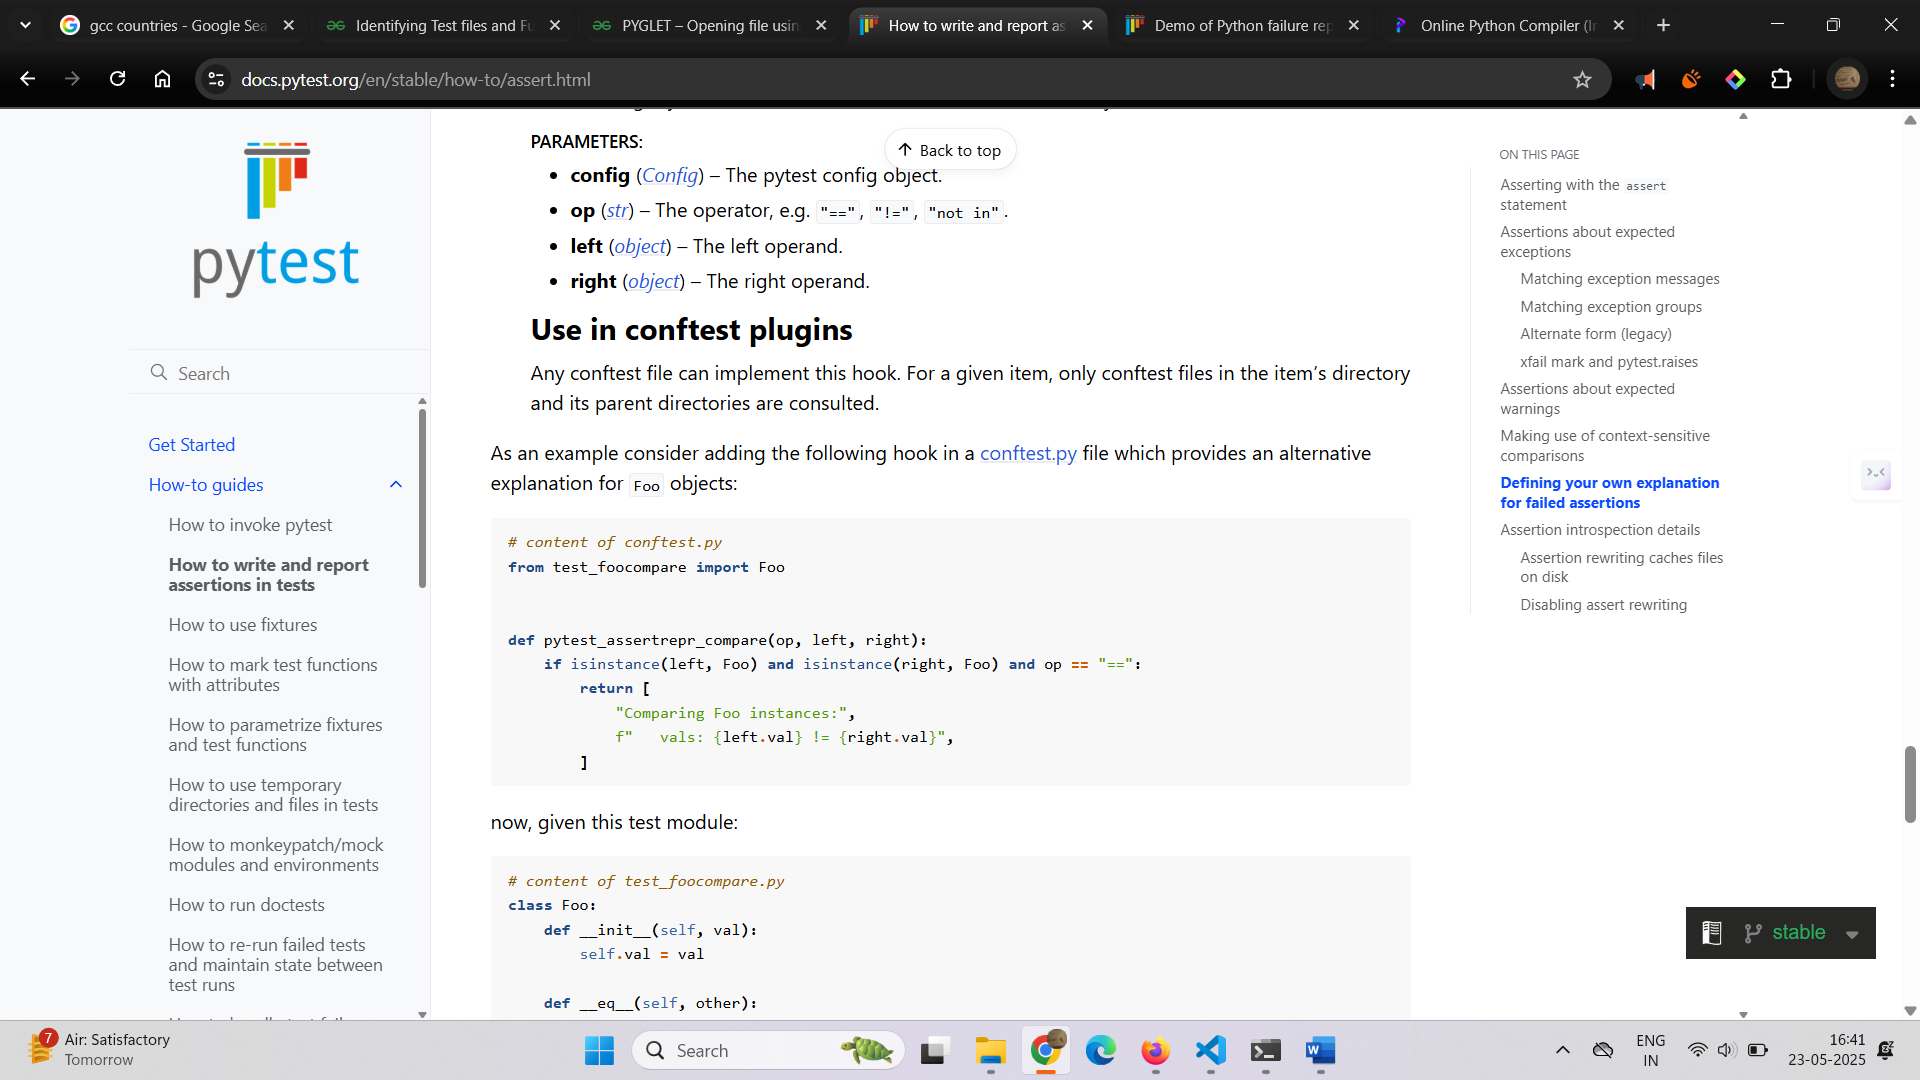 gcc countries - Google Sea
Identifying Test files and Fu
PYGLET – Opening file usin
How to write and report as
Demo of Python failure rep
Online Python Compiler (In
docs.pytest.org/en/stable/how-to/assert.html
pytest
Search
Get Started
How-to guides
How to invoke pytest
How to write and report
assertions in tests
How to use fixtures
How to mark test functions
with attributes
How to parametrize fixtures
and test functions
How to use temporary
directories and files in tests
How to monkeypatch/mock
modules and environments
How to run doctests
How to re-run failed tests
and maintain state between
test runs
Back to top
PARAMETERS:
• config (Config) – The pytest config object.
• op (str) – The operator, e.g. "==", "!=", "not in".
• left (object) – The left operand.
• right (object) – The right operand.
Use in conftest plugins
Any conftest file can implement this hook. For a given item, only conftest files in the item’s directory
and its parent directories are consulted.
As an example consider adding the following hook in a conftest.py file which provides an alternative
explanation for Foo objects:
# content of conftest.py
from test_foocompare import Foo
def pytest_assertrepr_compare(op, left, right):
    if isinstance(left, Foo) and isinstance(right, Foo) and op == "==":
        return [
            "Comparing Foo instances:",
            f"   vals: {left.val} != {right.val}",
        ]
now, given this test module:
# content of test_foocompare.py
class Foo:
    def __init__(self, val):
        self.val = val
    def __eq__(self, other):
ON THIS PAGE
Asserting with the assert
statement
Assertions about expected
exceptions
Matching exception messages
Matching exception groups
Alternate form (legacy)
xfail mark and pytest.raises
Assertions about expected
warnings
Making use of context-sensitive
comparisons
Defining your own explanation
for failed assertions
Assertion introspection details
Assertion rewriting caches files
on disk
Disabling assert rewriting
stable
7
Air: Satisfactory
Tomorrow
Search
ENG
IN
16:41
23-05-2025